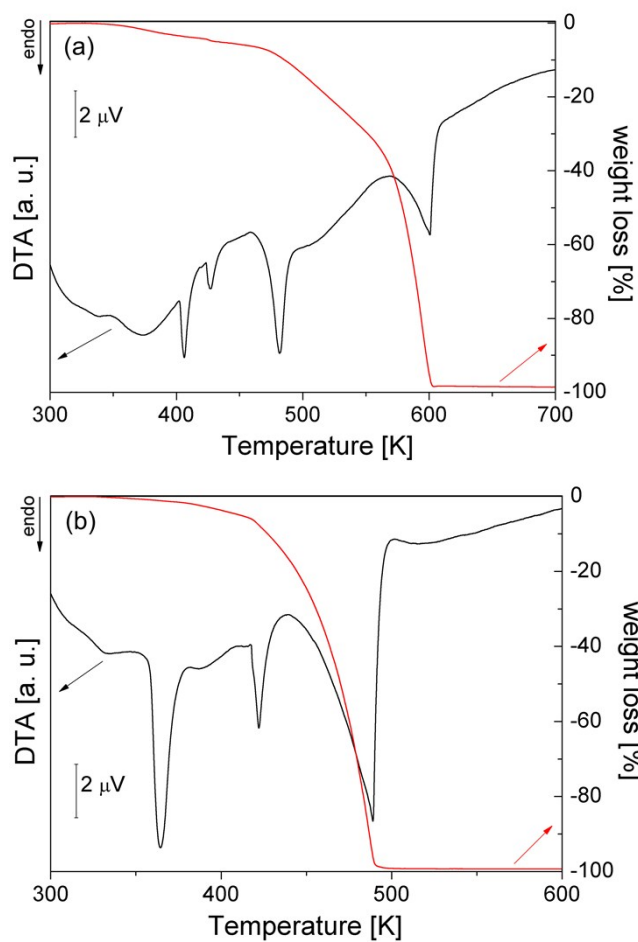 endo
(a)
2 μV
DTA [a. u.]
0
-20
-40
-60
-80
-100
weight loss [%]
300 400 500 600 700
Temperature [K]
endo
(b)
2 μV
DTA [a. u.]
0
-20
-40
-60
-80
-100
weight loss [%]
300 400 500 600
Temperature [K]